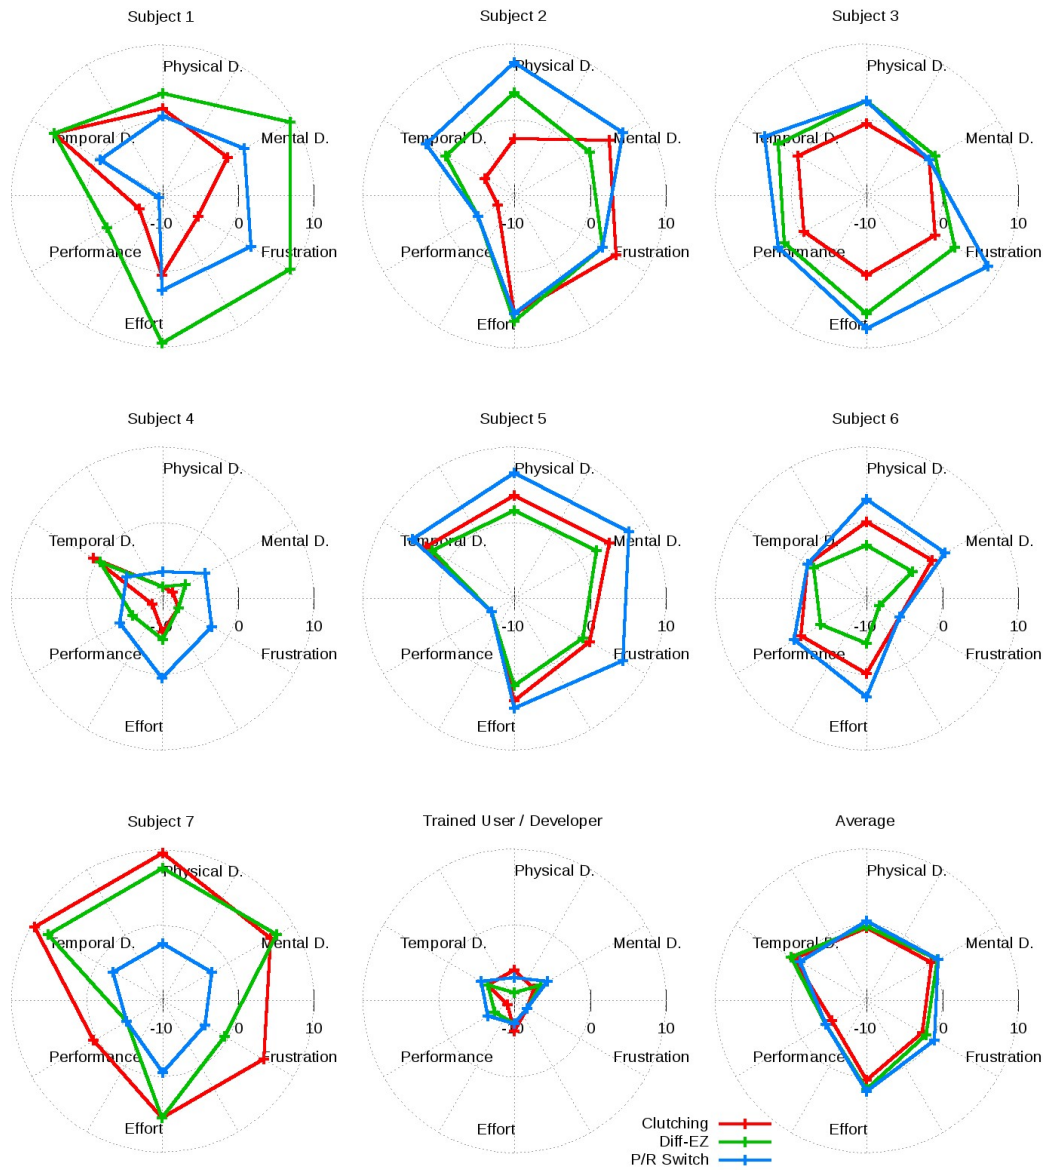 Subject 1
Subject 2
Subject 3
Physical D.
Physical D.
Physical D.
Temporal D.
Mental D.
Temporal D.
Mental D.
Temporal D.
Mental D.
-10
0
10
-10
0
10
-10
0
10
Performance
Frustration
Performance
Frustration
Performance
Frustration
Effort
Effort
Effort
Subject 4
Subject 5
Subject 6
Physical D.
Physical D.
Physical D.
Temporal D.
Mental D.
Temporal D.
Mental D.
Temporal D.
Mental D.
-10
0
10
-10
0
10
-10
0
10
Performance
Frustration
Performance
Frustration
Performance
Frustration
Effort
Effort
Effort
Subject 7
Trained User / Developer
Average
Physical D.
Physical D.
Physical D.
Temporal D.
Mental D.
Temporal D.
Mental D.
Temporal D.
Mental D.
-10
0
10
-10
0
10
-10
0
10
Performance
Frustration
Performance
Frustration
Performance
Frustration
Effort
Effort
Effort
Clutching
Diff-EZ
P/R Switch